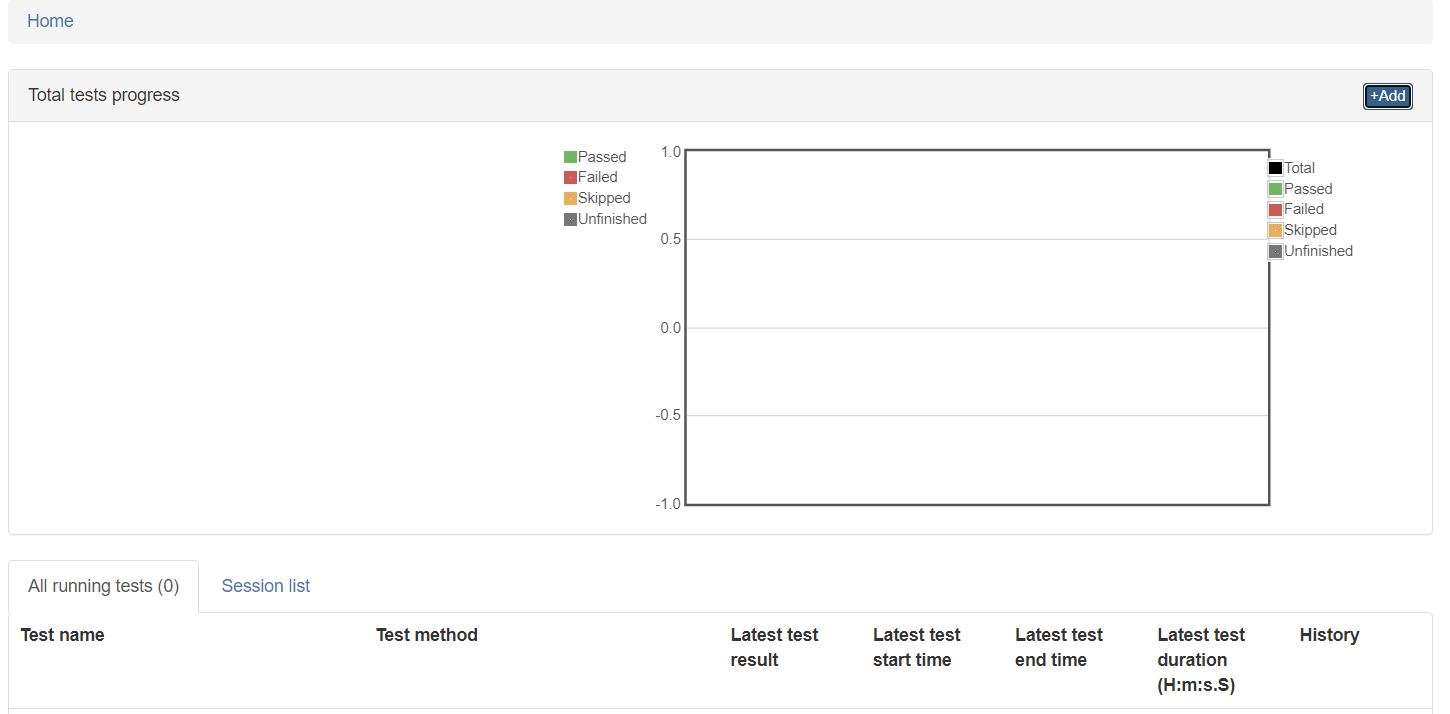 Home
Total tests progress
+Add
Passed
Failed
Skipped
Unfinished
1.0
0.5
0.0
-0.5
-1.0
Total
Passed
Failed
Skipped
Unfinished
All running tests (0)
Session list
Test name
Test method
Latest test
result
Latest test
start time
Latest test
end time
Latest test
duration
(H:m:s.S)
History